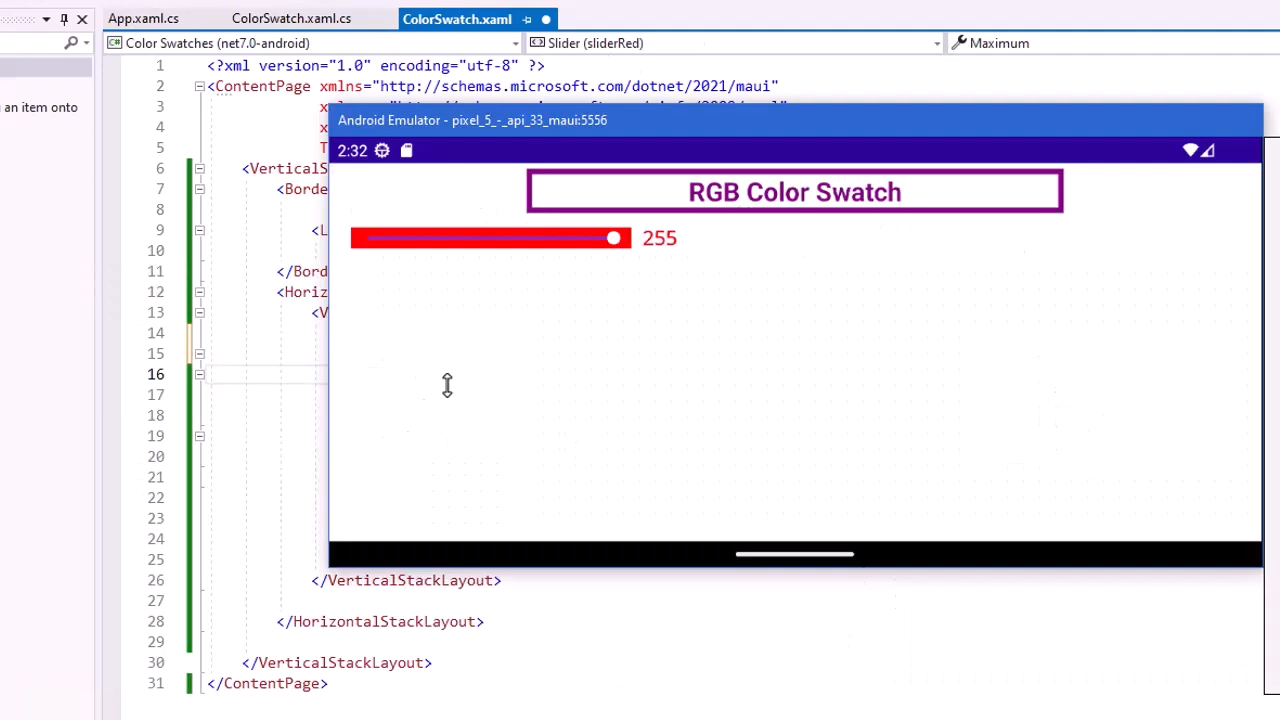 App.xaml.cs ColorSwatch.xaml.cs ColorSwatch.xaml
Color Swatches (net7.0-android) Slider (sliderRed) Maximum
an item onto
1 <?xml version="1.0" encoding="utf-8" ?>
2 <ContentPage xmlns="http://schemas.microsoft.com/dotnet/2021/maui"
3 x
4 x
5 T
6 <VerticalS
7 <Borde
8
9 <L
10
11 </Bord
12 <Horiz
13 <V
14
15
16
17
18
19
20
21
22
23
24
25
26 </VerticalStackLayout>
27
28 </HorizontalStackLayout>
29
30 </VerticalStackLayout>
31 </ContentPage>
Android Emulator - pixel_5_-_api_33_maui:5556
2:32
RGB Color Swatch
255